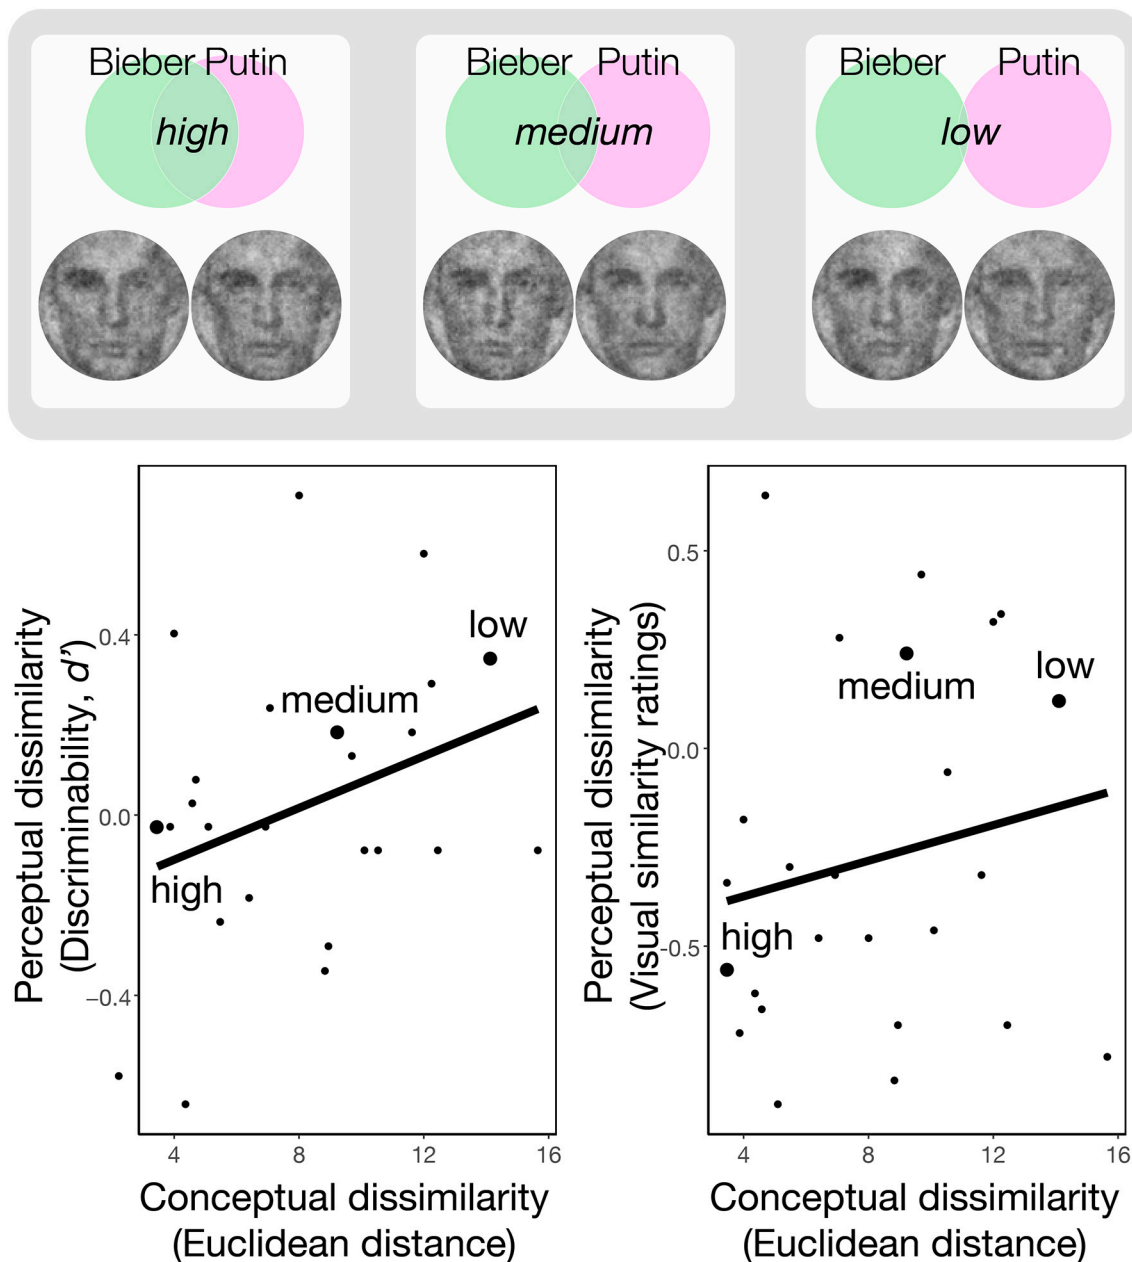 Bieber Putin
high
Bieber Putin
medium
Bieber Putin
low
Perceptual dissimilarity
(Discriminability, d’)
0.4
0.0
−0.4
low
medium
high
4 8 12 16
Conceptual dissimilarity
(Euclidean distance)
Perceptual dissimilarity
(Visual similarity ratings)
0.5
0.0
-0.5
medium
low
high
4 8 12 16
Conceptual dissimilarity
(Euclidean distance)